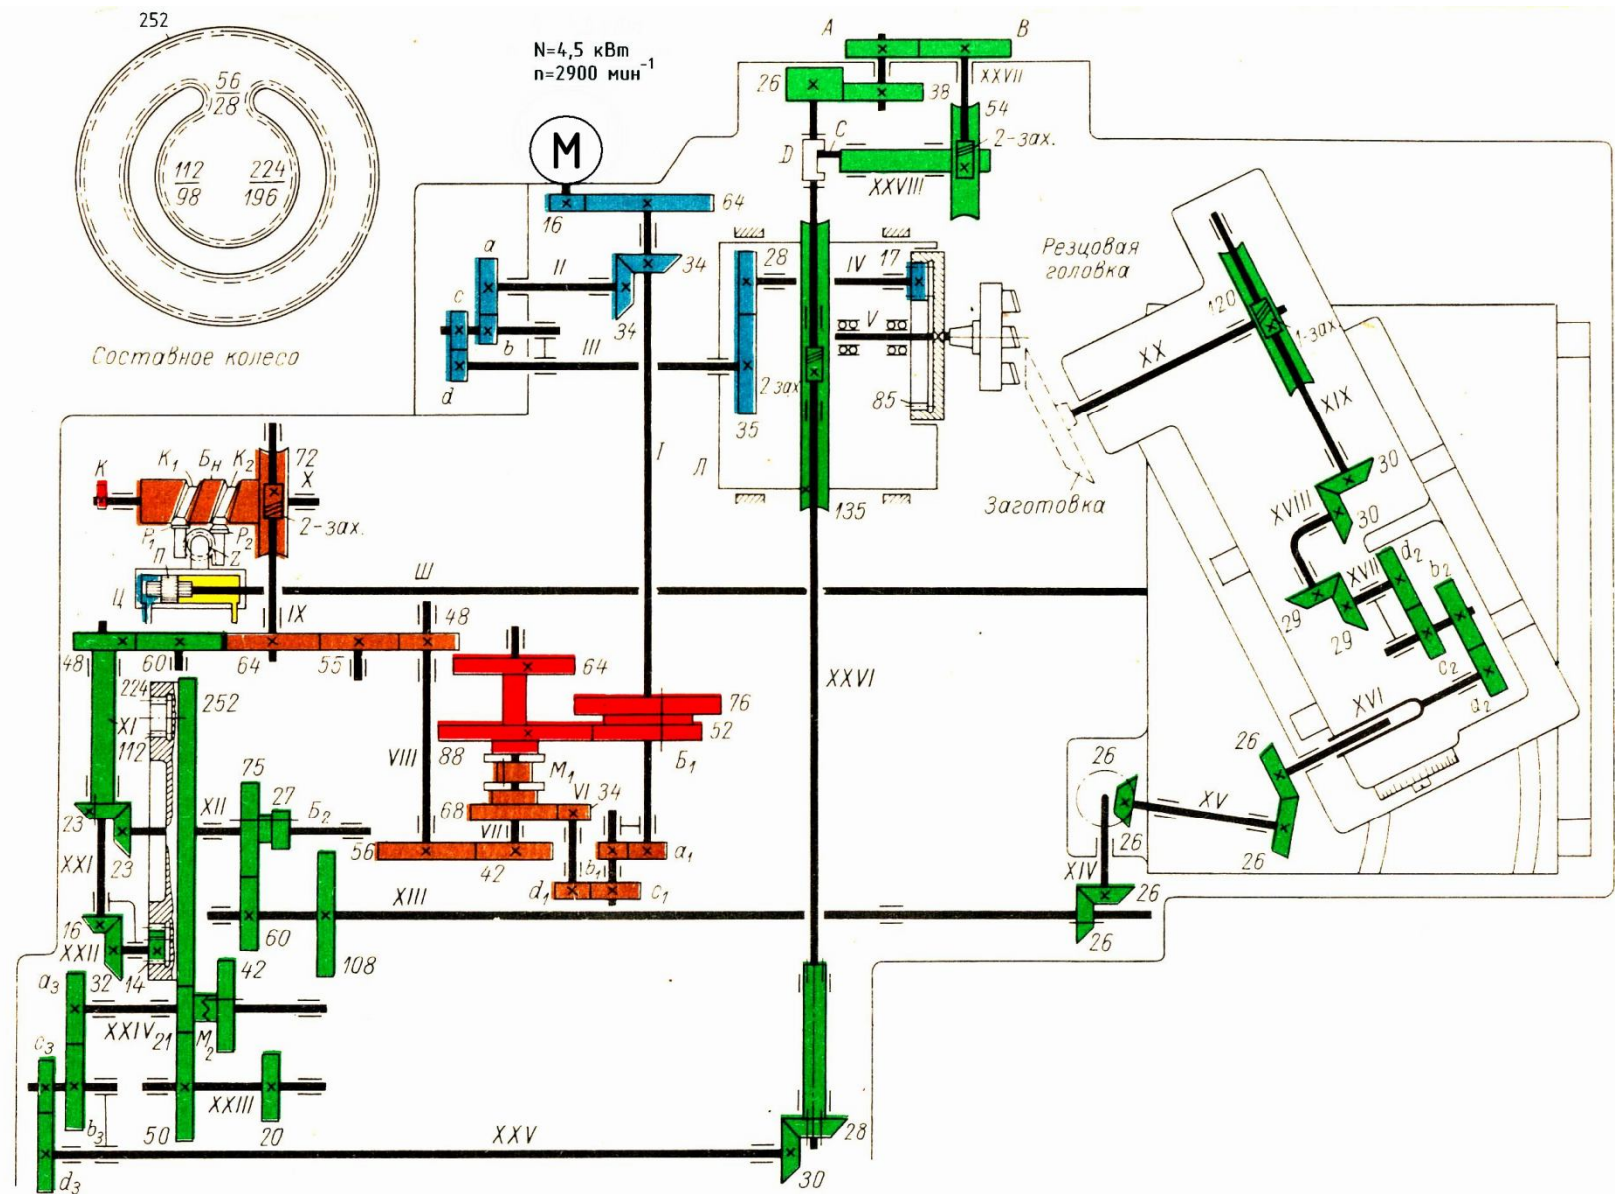 252
N=4,5 кВт
n=2900 мин⁻¹
A
B
56
28
26
38
XXVII
54
M
C
D
2-зах.
112
98
224
196
XXVIII
16
64
a
II
34
28
IV
17
Резцовая
головка
c
34
V
120
1-зах.
Составное колесо
b
III
XX
d
2 зах
85
XIX
35
I
Л
K
K₁
Бн
K₂
72
X
30
135
Заготовка
XVIII
2-зах.
30
P₁
P₂
П
Z
d₂
Ш
XVII
b₂
Ц
IX
48
29
48
60
64
55
29
c₂
64
224
252
76
XXVI
XVI
a₂
XI
52
112
88
Б₁
26
26
75
VIII
M₁
27
VI
34
XV
XII
Б₂
68
23
VII
26
26
56
42
b₁
a₁
XXI
23
XIV
d₁
c₁
XIII
26
16
60
26
XXII
108
32
14
42
a₃
XXIV
21
M₂
c₃
XXIII
b₃
50
20
XXV
28
d₃
30